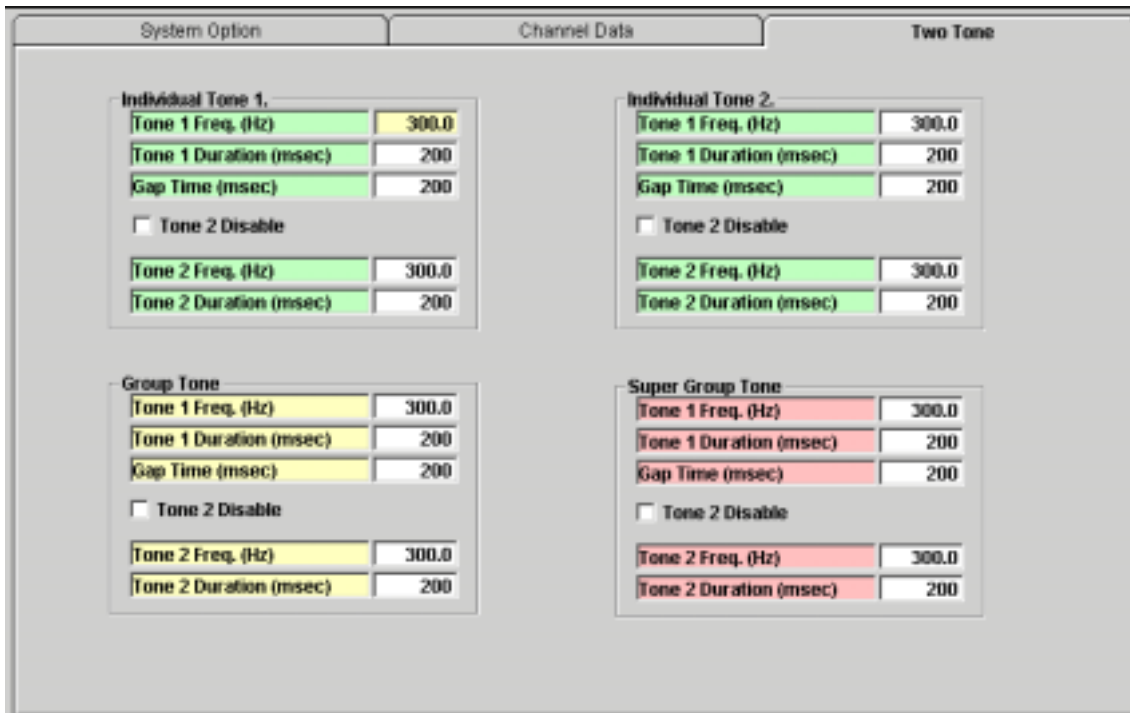 System Option
Channel Data
Two Tone
Individual Tone 1.
Tone 1 Freq. (Hz) 300.0
Tone 1 Duration (msec) 200
Gap Time (msec) 200
Tone 2 Disable
Tone 2 Freq. (Hz) 300.0
Tone 2 Duration (msec) 200
Individual Tone 2.
Tone 1 Freq. (Hz) 300.0
Tone 1 Duration (msec) 200
Gap Time (msec) 200
Tone 2 Disable
Tone 2 Freq. (Hz) 300.0
Tone 2 Duration (msec) 200
Group Tone
Tone 1 Freq. (Hz) 300.0
Tone 1 Duration (msec) 200
Gap Time (msec) 200
Tone 2 Disable
Tone 2 Freq. (Hz) 300.0
Tone 2 Duration (msec) 200
Super Group Tone
Tone 1 Freq. (Hz) 300.0
Tone 1 Duration (msec) 200
Gap Time (msec) 200
Tone 2 Disable
Tone 2 Freq. (Hz) 300.0
Tone 2 Duration (msec) 200